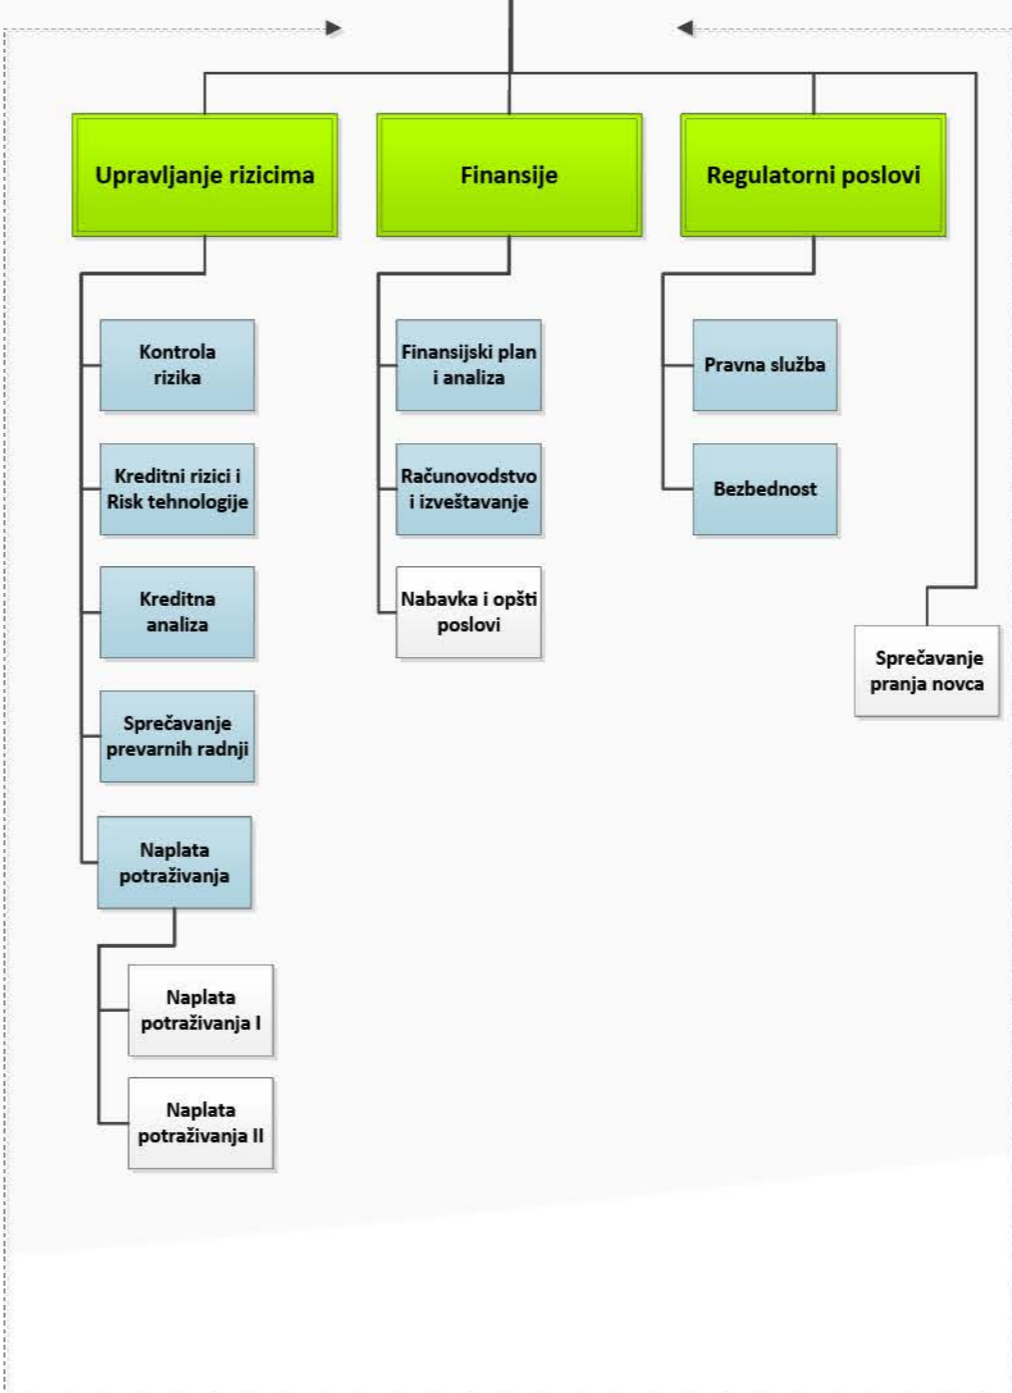 Upravljanje rizicima
Finansije
Regulatorni poslovi
Kontrola
rizika
Kreditni rizici i
Risk tehnologije
Kreditna
analiza
Sprečavanje
prevarnih radnji
Naplata
potraživanja
Naplata
potraživanja I
Naplata
potraživanja II
Finansijski plan
i analiza
Računovodstvo
i izveštavanje
Nabavka i opšti
poslovi
Pravna služba
Bezbednost
Sprečavanje
pranja novca